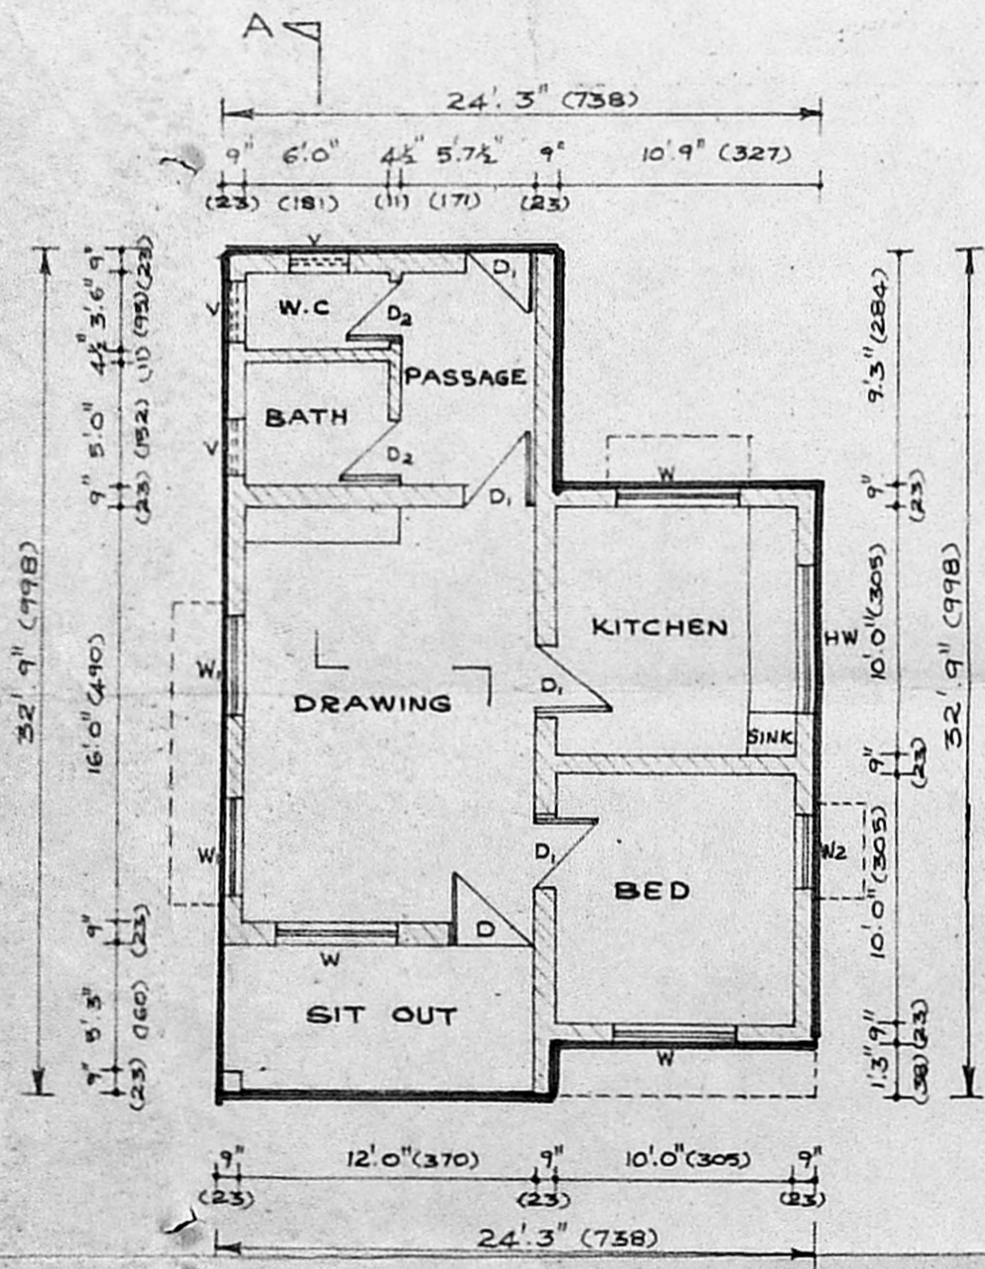 A
24'.3" (738)
9" 6'.0" 4½" 5'.7½" 9" 10'.9" (327)
(23) (181) (11) (171) (23)
V
D1
W.C
V
D2
PASSAGE
BATH
V
D2
D1
W
KITCHEN
HW
W1
D1
DRAWING
SINK
W1
D1
W2
BED
D
W
SIT OUT
W
32'.9" (998)
9" (23)
3'.6" (93)
4½" (11)
5'.0" (152)
9" (23)
16'.0" (490)
9" (23)
5'.3" (160)
9" (23)
9'.3" (284)
9" (23)
10'.0" (305)
9" (23)
10'.0" (305)
9" (23)
1'.3" (38)
32'.9" (998)
9" 12'.0" (370) 9" 10'.0" (305) 9"
(23) (23) (23)
24'.3" (738)